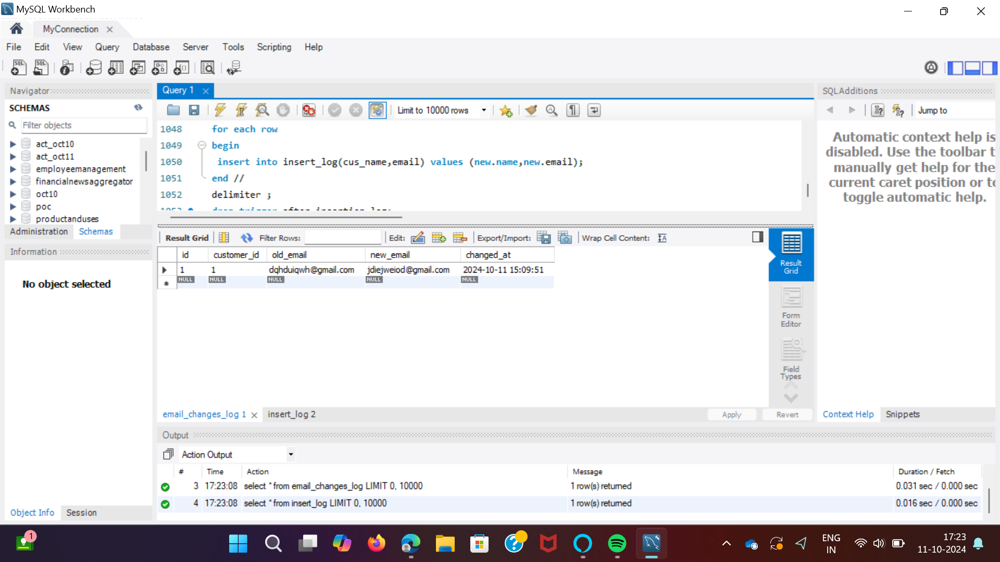 MySQL Workbench
MyConnection
File Edit View Query Database Server Tools Scripting Help
Navigator
SCHEMAS
Filter objects
act_oct10
act_oct11
employeemanagement
financialnewsaggregator
oct10
poc
productanduses
Administration Schemas
Information
No object selected
Object Info Session
Query 1
Limit to 10000 rows
1048 for each row
1049 begin
1050 insert into insert_log(cus_name,email) values (new.name,new.email);
1051 end //
1052 delimiter ;
1053 drop trigger after_insertion_log;
Result Grid Filter Rows: Edit: Export/Import: Wrap Cell Content:
id customer_id old_email new_email changed_at
1 1 dqhduiqwh@gmail.com jdiejweiod@gmail.com 2024-10-11 15:09:51
NULL NULL NULL NULL NULL
Result
Grid
Form
Editor
Field
Types
email_changes_log 1 insert_log 2
Apply Revert
SQLAdditions
Jump to
Automatic context help is
disabled. Use the toolbar t
manually get help for the
current caret position or to
toggle automatic help.
Context Help Snippets
Output
Action Output
# Time Action Message Duration / Fetch
3 17:23:08 select * from email_changes_log LIMIT 0, 10000 1 row(s) returned 0.031 sec / 0.000 sec
4 17:23:08 select * from insert_log LIMIT 0, 10000 1 row(s) returned 0.016 sec / 0.000 sec
1
ENG
IN
17:23
11-10-2024